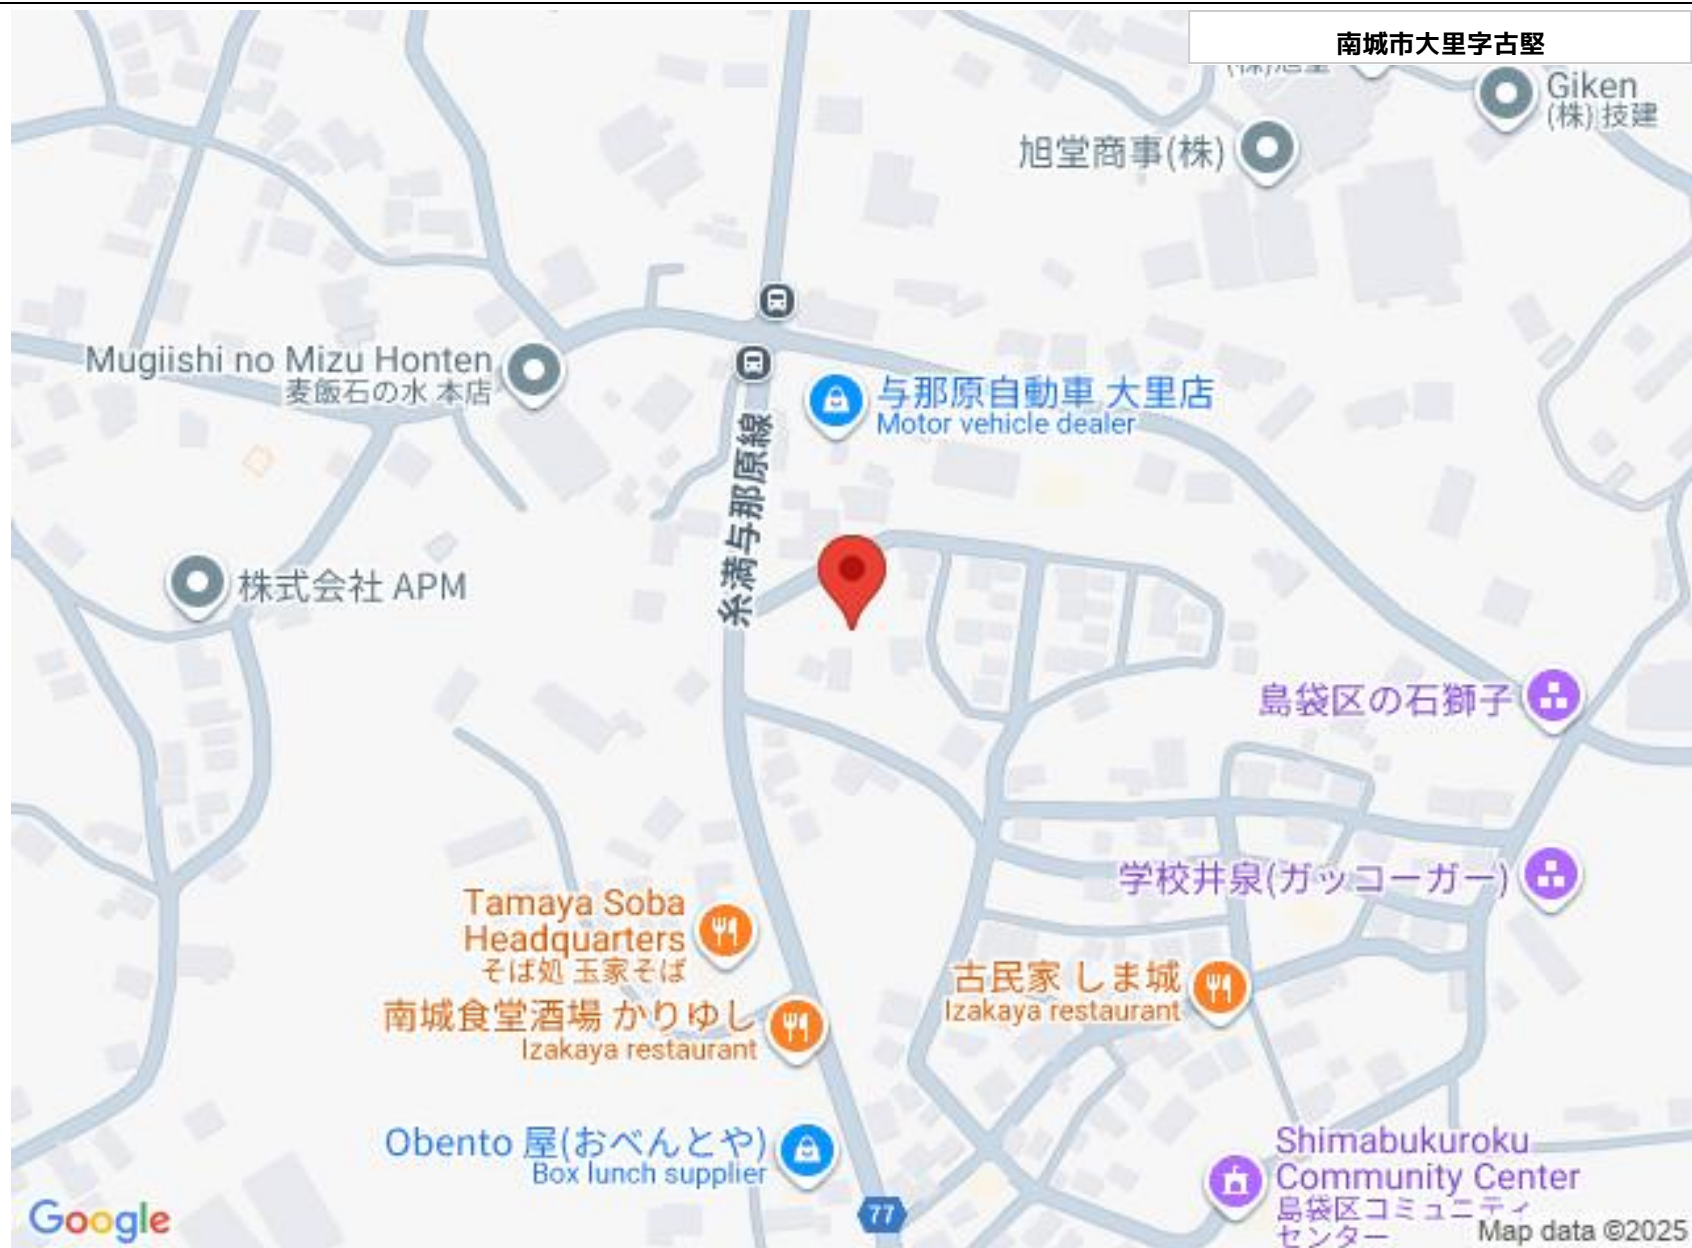 南城市大里字古堅
Giken
(株)技建
旭堂商事(株)
Mugiishi no Mizu Honten
麦飯石の水 本店
与那原自動車 大里店
Motor vehicle dealer
糸満与那原線
株式会社 APM
島袋区の石獅子
学校井泉(ガッコーガー)
Tamaya Soba
Headquarters
そば処 玉家そば
古民家 しま城
Izakaya restaurant
南城食堂酒場 かりゆし
Izakaya restaurant
Obento 屋(おべんとや)
Box lunch supplier
Shimabukuroku
Community Center
島袋区コミュニティ
センター
77
Google
Map data ©2025